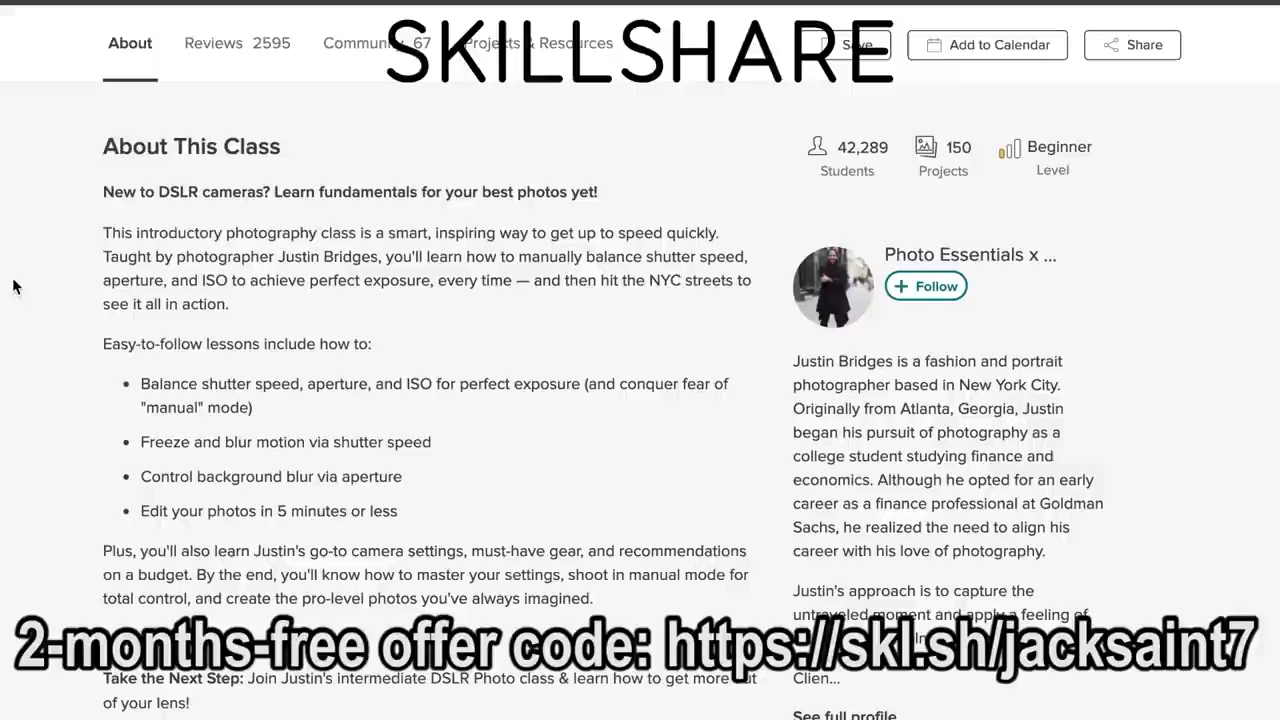 SKILLSHARE
About Reviews 2595 Community 67 Projects & Resources Save Add to Calendar Share
About This Class
New to DSLR cameras? Learn fundamentals for your best photos yet!
This introductory photography class is a smart, inspiring way to get up to speed quickly.
Taught by photographer Justin Bridges, you'll learn how to manually balance shutter speed,
aperture, and ISO to achieve perfect exposure, every time — and then hit the NYC streets to
see it all in action.
Easy-to-follow lessons include how to:
• Balance shutter speed, aperture, and ISO for perfect exposure (and conquer fear of
"manual" mode)
• Freeze and blur motion via shutter speed
• Control background blur via aperture
• Edit your photos in 5 minutes or less
Plus, you'll also learn Justin's go-to camera settings, must-have gear, and recommendations
on a budget. By the end, you'll know how to master your settings, shoot in manual mode for
total control, and create the pro-level photos you've always imagined.
Take the Next Step: Join Justin's intermediate DSLR Photo class & learn how to get more out
of your lens!
42,289 150 Beginner
Students Projects Level
Photo Essentials x ...
+ Follow
Justin Bridges is a fashion and portrait
photographer based in New York City.
Originally from Atlanta, Georgia, Justin
began his pursuit of photography as a
college student studying finance and
economics. Although he opted for an early
career as a finance professional at Goldman
Sachs, he realized the need to align his
career with his love of photography.
Justin's approach is to capture the
untraveled moment and apply a feeling of
Clien...
See full profile
2-months-free offer code: https://skl.sh/jacksaint7